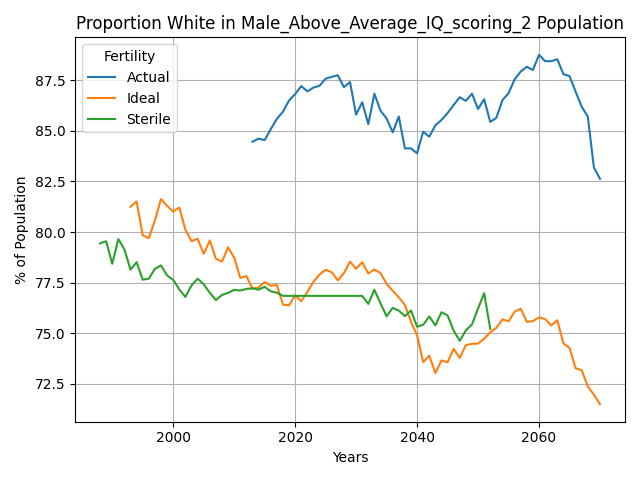 Proportion White in Male_Above_Average_IQ_scoring_2 Population
Fertility
Actual
Ideal
Sterile
% of Population
87.5
85.0
82.5
80.0
77.5
75.0
72.5
2000
2020
2040
2060
Years